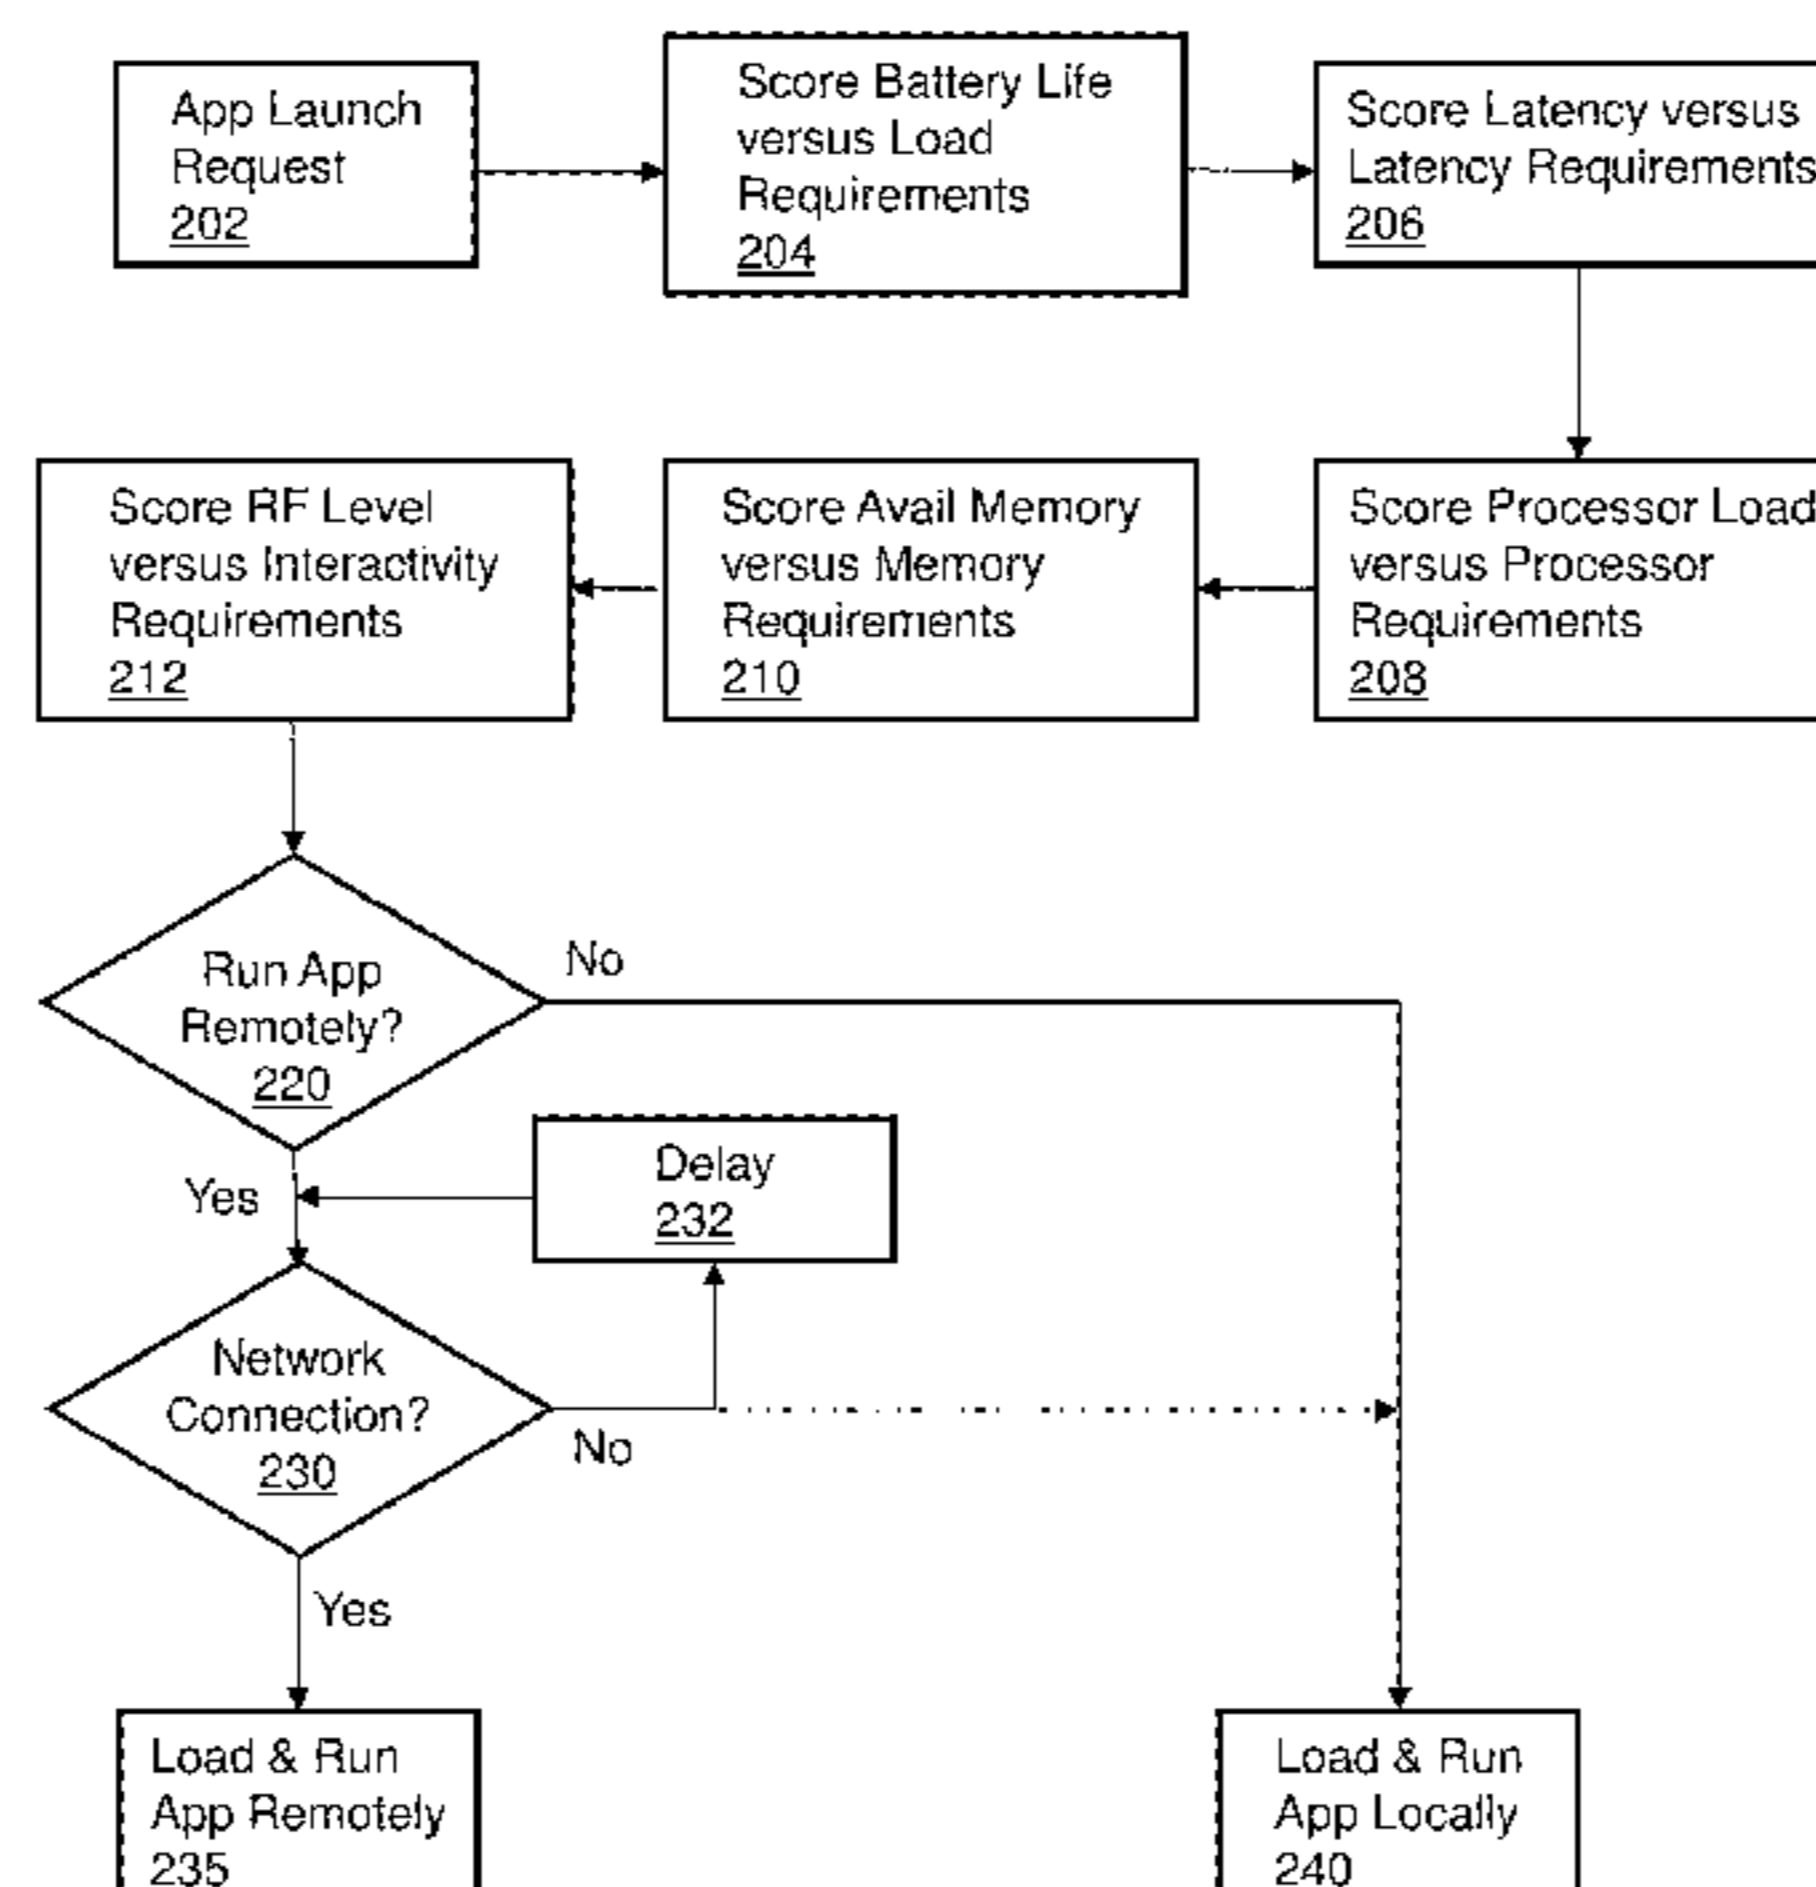 App Launch
Request
202
Score Battery Life
versus Load
Requirements
204
Score Latency versus
Latency Requirements
206
Score RF Level
versus Interactivity
Requirements
212
Score Avail Memory
versus Memory
Requirements
210
Score Processor Load
versus Processor
Requirements
208
Run App
Remotely?
220
No
Yes
Delay
232
Network
Connection?
230
No
Yes
Load & Run
App Remotely
235
Load & Run
App Locally
240